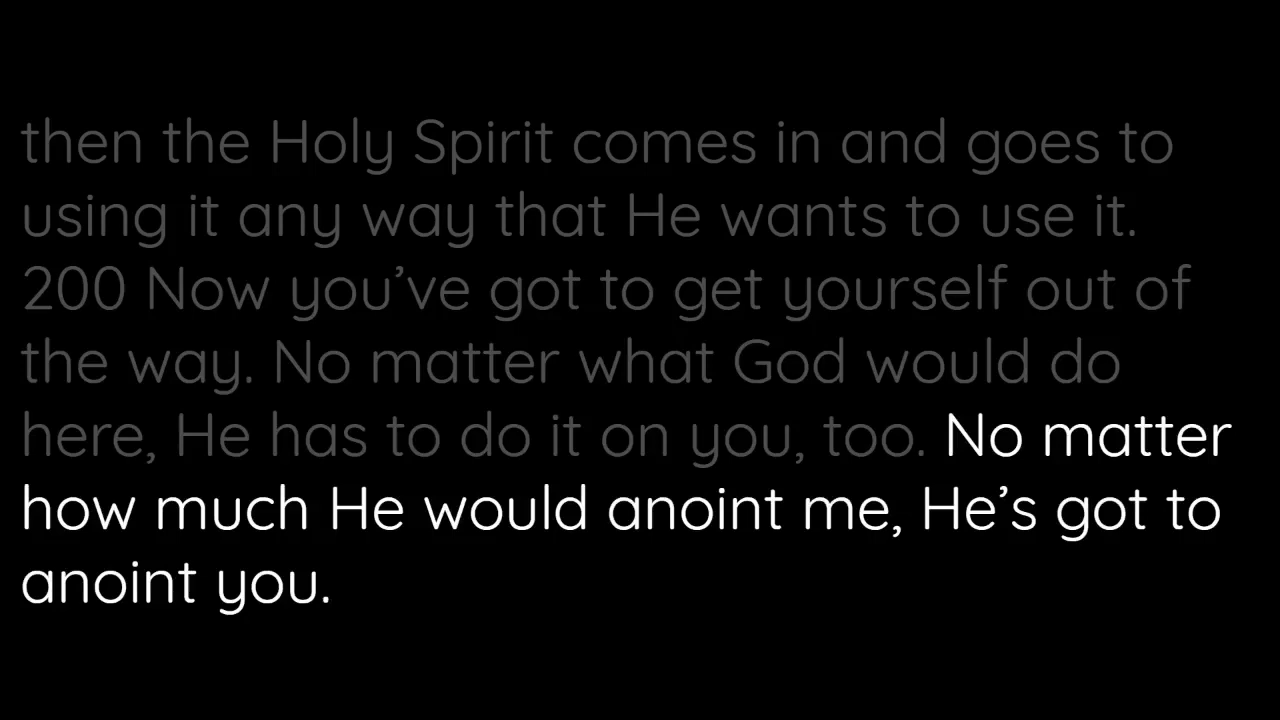 then the Holy Spirit comes in and goes to
using it any way that He wants to use it.
200 Now you’ve got to get yourself out of
the way. No matter what God would do
here, He has to do it on you, too. No matter
how much He would anoint me, He’s got to
anoint you.